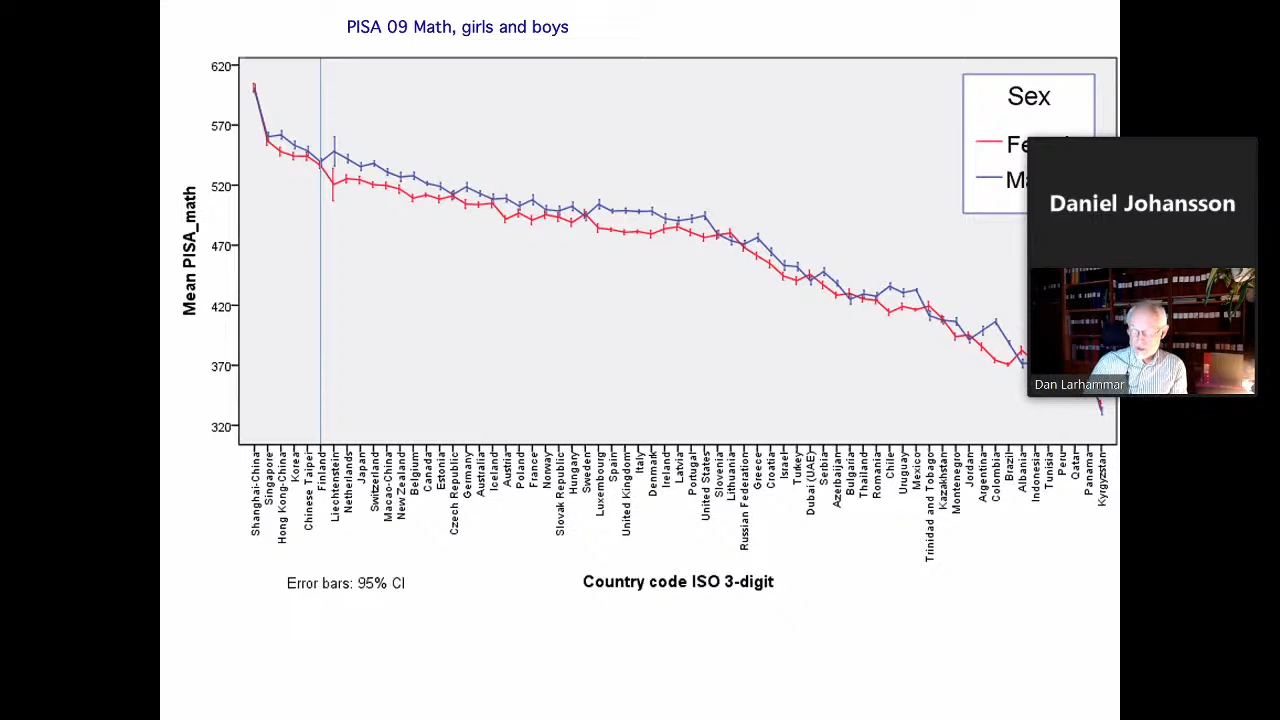 PISA 09 Math, girls and boys
620
570
520
470
420
370
320
Mean PISA_math
Sex
Daniel Johansson
Dan Larhammar
Shanghai-China
Singapore
Hong Kong-China
Korea
Chinese Taipei
Finland
Liechtenstein
Netherlands
Japan
Switzerland
Macao-China
New Zealand
Belgium
Canada
Estonia
Czech Republic
Germany
Australia
Iceland
Austria
Poland
France
Norway
Slovak Republic
Hungary
Sweden
Luxembourg
Spain
United Kingdom
Italy
Denmark
Ireland
Latvia
Portugal
United States
Slovenia
Lithuania
Russian Federation
Greece
Croatia
Israel
Turkey
Dubai (UAE)
Serbia
Azerbaijan
Bulgaria
Thailand
Romania
Chile
Uruguay
Mexico
Trinidad and Tobago
Kazakhstan
Montenegro
Jordan
Argentina
Colombia
Brazil
Albania
Indonesia
Tunisia
Peru
Qatar
Panama
Kyrgyzstan
Error bars: 95% CI
Country code ISO 3-digit